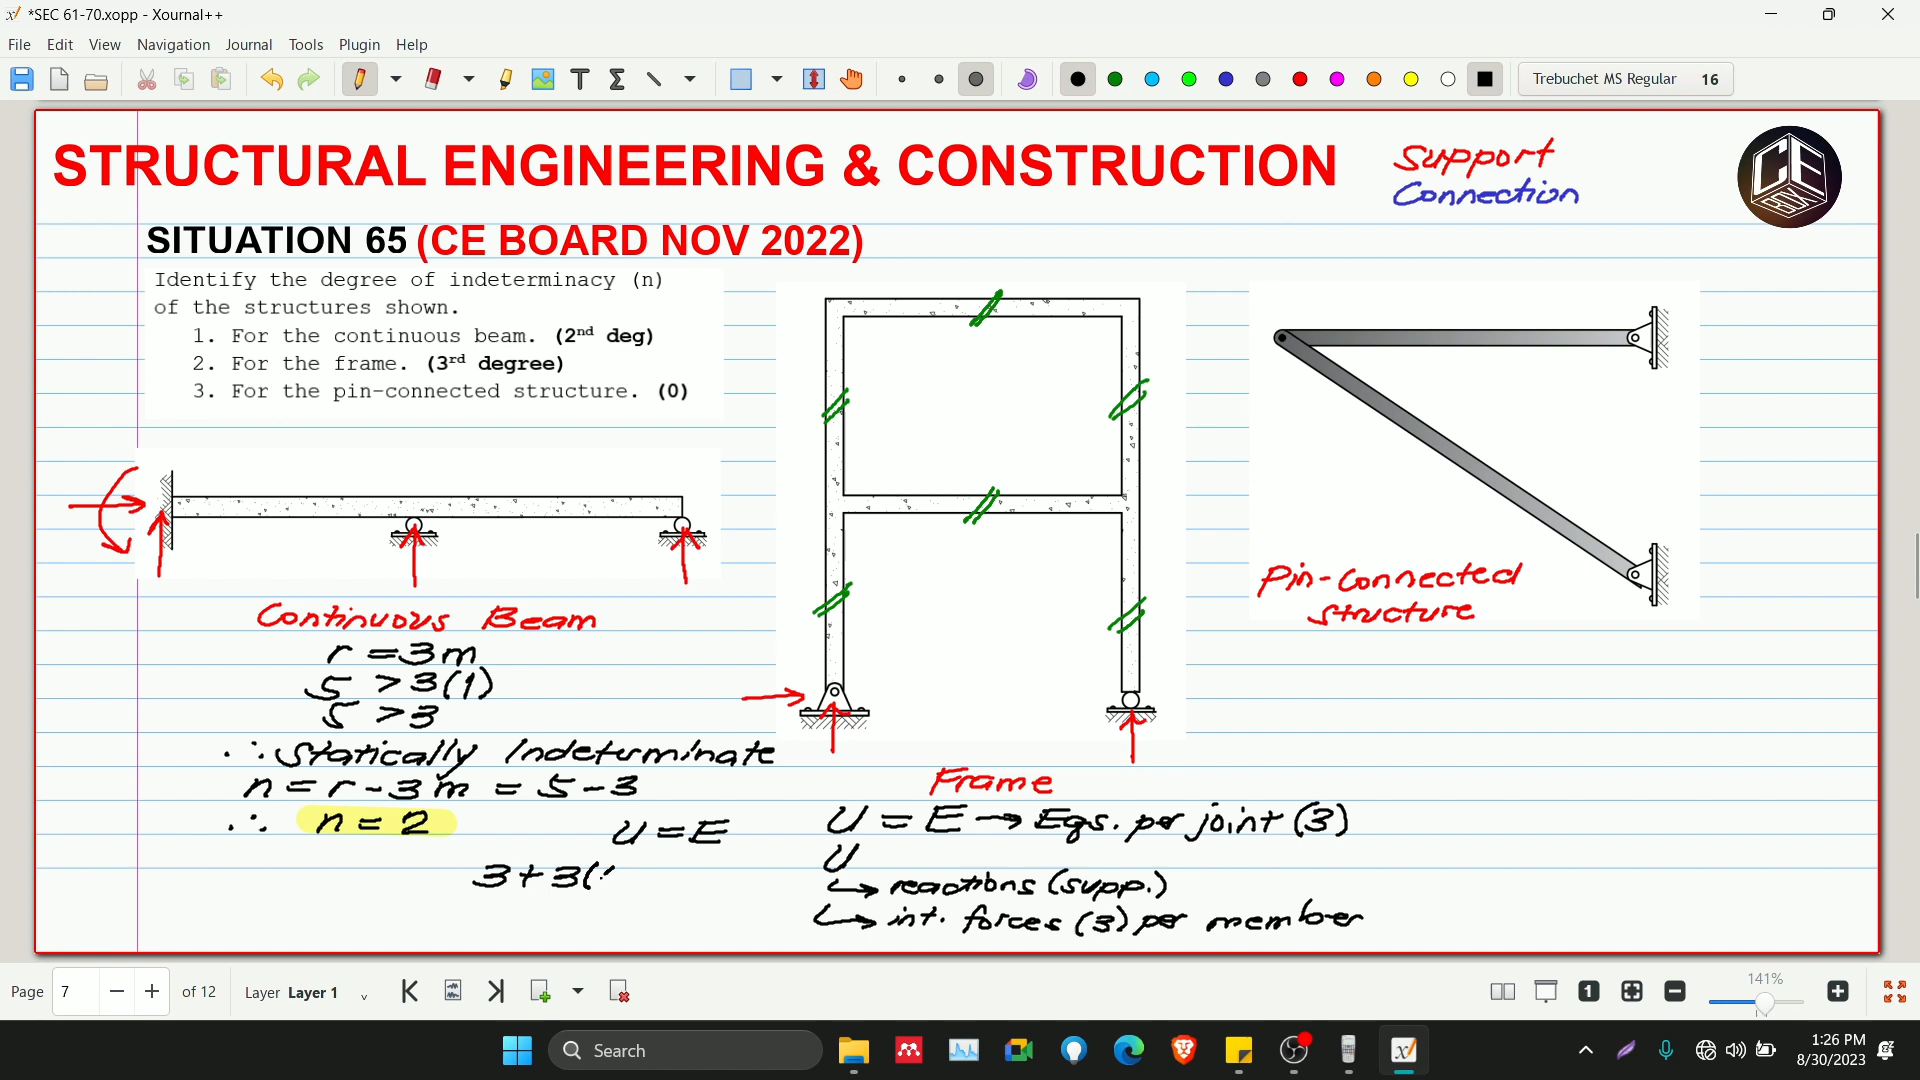 *SEC 61-70.xopp - Xournal++
File Edit View Navigation Journal Tools Plugin Help
Trebuchet MS Regular 16
STRUCTURAL ENGINEERING & CONSTRUCTION
Support
Connection
CE
BOX
SITUATION 65 (CE BOARD NOV 2022)
Identify the degree of indeterminacy (n)
of the structures shown.
1. For the continuous beam. (2nd deg)
2. For the frame. (3rd degree)
3. For the pin-connected structure. (0)
Continuous Beam
r = 3m
5 > 3(1)
5 > 3
∴ Statically Indeterminate
n = r - 3m = 5 - 3
∴ n = 2
U = E
3 + 3(
Frame
U = E → Eqs. per joint (3)
U
↳ reactions (supp.)
↳ int. forces (3) per member
Pin-Connected
structure
Page 7 of 12 Layer Layer 1 141%
Search
1:26 PM
8/30/2023